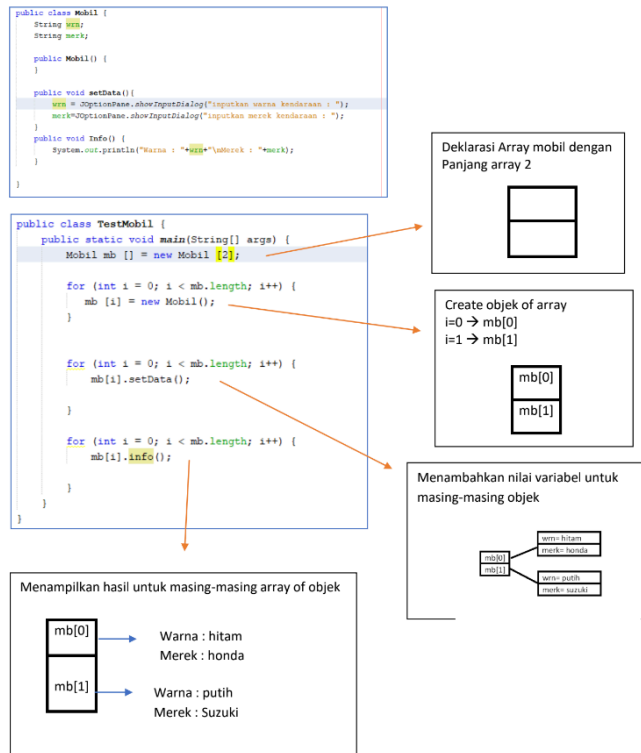 public class Mobil {
String wrn;
String merk;
public Mobil() {
}
public void setData(){
wrn = JOptionPane.showInputDialog("inputkan warna kendaraan : ");
merk=JOptionPane.showInputDialog("inputkan merek kendaraan : ");
}
public void Info() {
System.out.println("Warna : "+wrn+"\nMerek : "+merk);
}
}
Deklarasi Array mobil dengan
Panjang array 2
public class TestMobil {
public static void main(String[] args) {
Mobil mb [] = new Mobil [2];
for (int i = 0; i < mb.length; i++) {
mb [i] = new Mobil();
}
for (int i = 0; i < mb.length; i++) {
mb[i].setData();
}
for (int i = 0; i < mb.length; i++) {
mb[i].info();
}
}
}
Create objek of array
i=0 → mb[0]
i=1 → mb[1]
mb[0]
mb[1]
Menambahkan nilai variabel untuk
masing-masing objek
mb[0]
mb[1]
wrn= hitam
merk= honda
wrn= putih
merk= suzuki
Menampilkan hasil untuk masing-masing array of objek
mb[0]
Warna : hitam
Merek : honda
mb[1]
Warna : putih
Merek : Suzuki